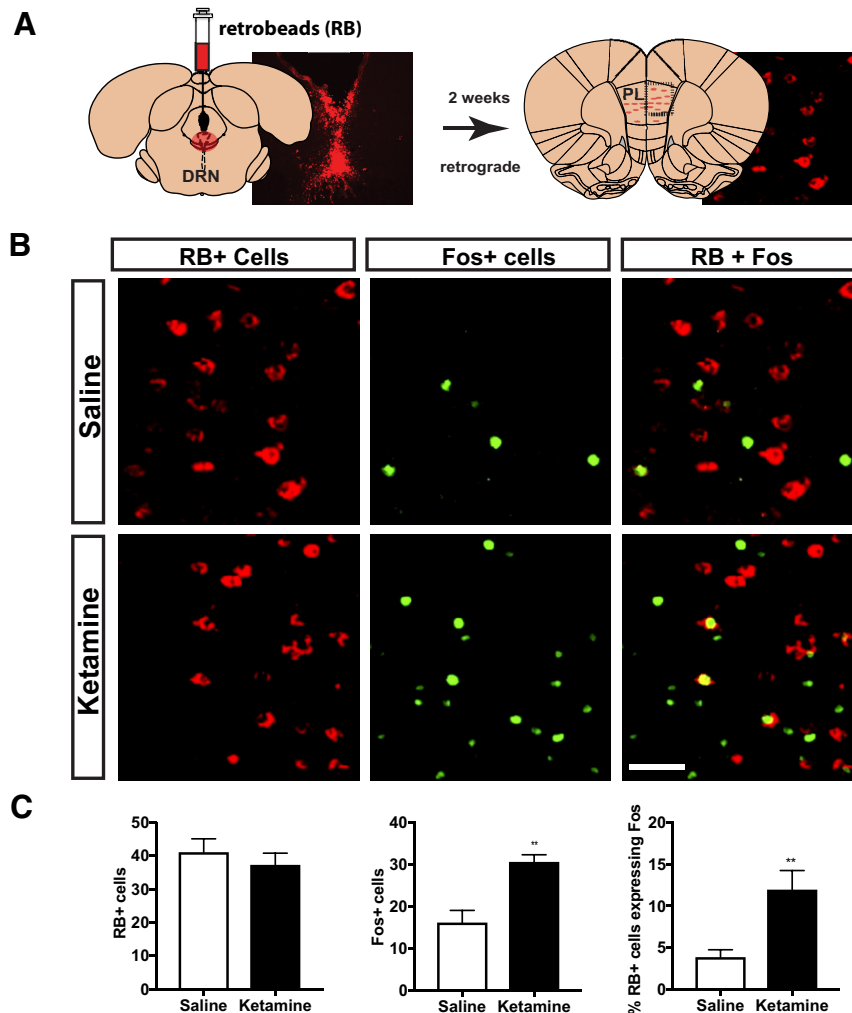 A
retrobeads (RB)
DRN
2 weeks
retrograde
PL
B
RB+ Cells
Fos+ cells
RB + Fos
Saline
Ketamine
C
RB+ cells
50
40
30
20
10
0
Saline
Ketamine
Fos+ cells
40
30
20
10
0
**
Saline
Ketamine
% RB+ cells expressing Fos
20
15
10
5
0
**
Saline
Ketamine